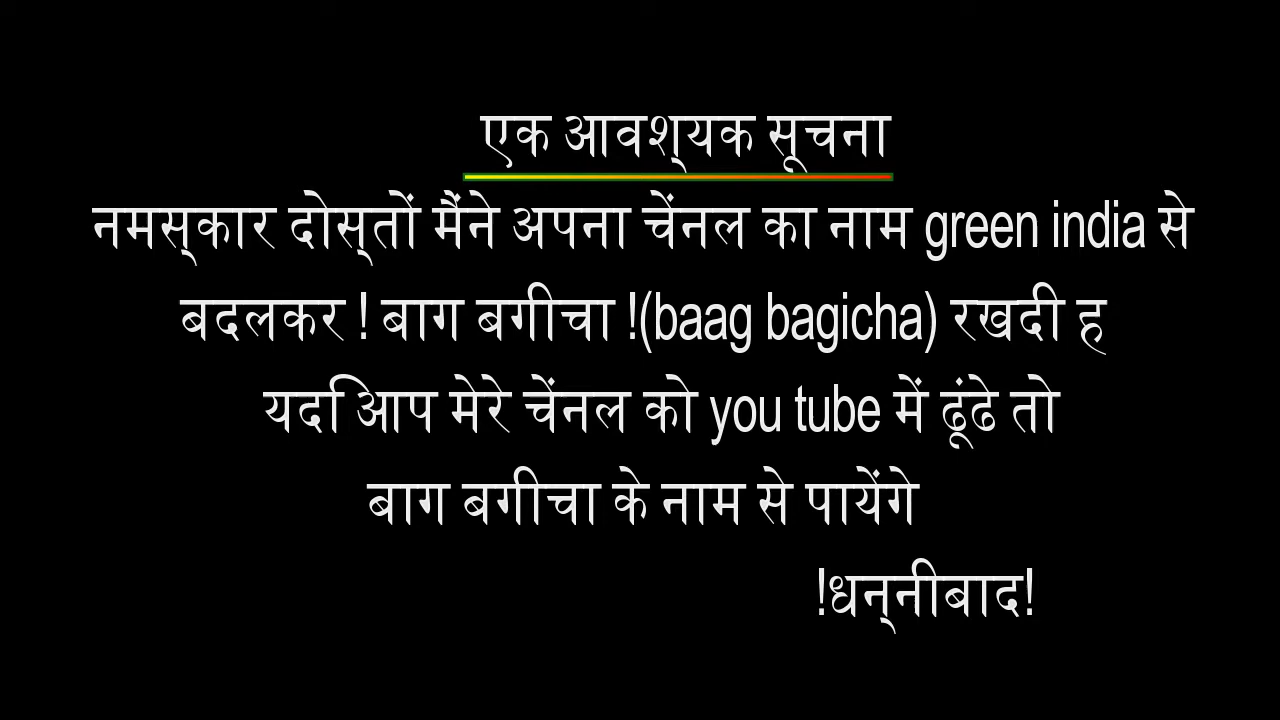 एक आवश्यक सूचना
नमस्कार दोस्तों मैंने अपना चेंनल का नाम green india से
बदलकर ! बाग बगीचा !(baag bagicha) रखदी ह
यदि आप मेरे चेंनल को you tube में ढूंढे तो
बाग बगीचा के नाम से पायेंगे
!धन्नीबाद!